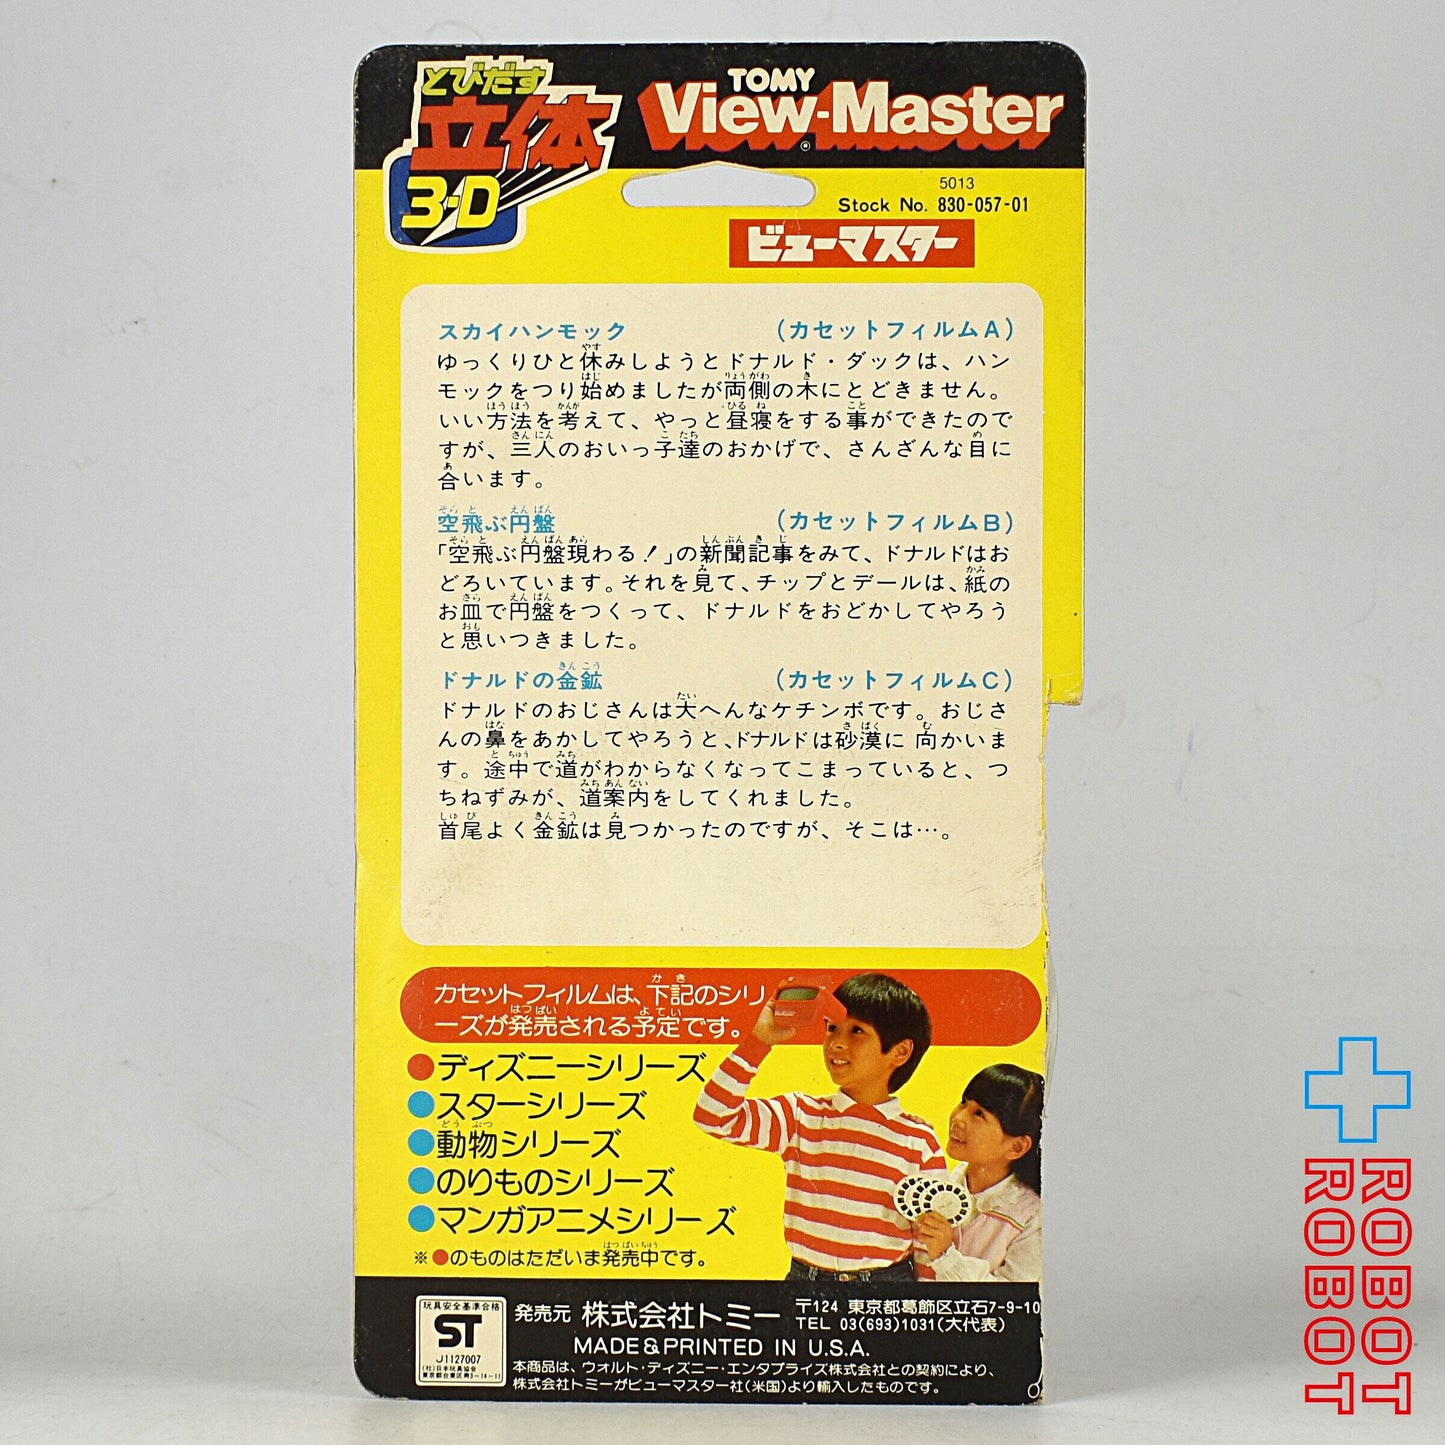 とびだす
立体
3-D
TOMY
View-Master®
5013
Stock No. 830-057-01
ビューマスター
スカイハンモック (カセットフィルムA)
ゆっくりひと休みしようとドナルド・ダックは、ハン
モックをつり始めましたが両側の木にとどきません。
いい方法を考えて、やっと昼寝をする事ができたので
すが、三人のおいっ子達のおかげで、さんざんな目に
合います。
空飛ぶ円盤 (カセットフィルムB)
「空飛ぶ円盤現わる!」の新聞記事をみて、ドナルドはお
どろいています。それを見て、チップとデールは、紙の
お皿で円盤をつくって、ドナルドをおどかしてやろう
と思いつきました。
ドナルドの金鉱 (カセットフィルムC)
ドナルドのおじさんは大へんなケチンボです。おじさ
んの鼻をあかしてやろうと、ドナルドは砂漠に向かいま
す。途中で道がわからなくなってこまっていると、つ
ちねずみが、道案内をしてくれました。
首尾よく金鉱は見つかったのですが、そこは…。
カセットフィルムは、下記のシリ
ーズが発売される予定です。
●ディズニーシリーズ
●スターシリーズ
●動物シリーズ
●のりものシリーズ
●マンガアニメシリーズ
※●のものはただいま発売中です。
玩具安全基準合格
ST
J1127007
(社)日本玩具協会
東京都台東区寿3-14-11
発売元 株式会社トミー 〒124 東京都葛飾区立石7-9-10
TEL 03(693)1031(大代表)
MADE&PRINTED IN U.S.A.
本商品は、ウォルト・ディズニー・エンタプライズ株式会社との契約により、
株式会社トミーがビューマスター社(米国)より輸入したものです。
ROBOT
ROBOT